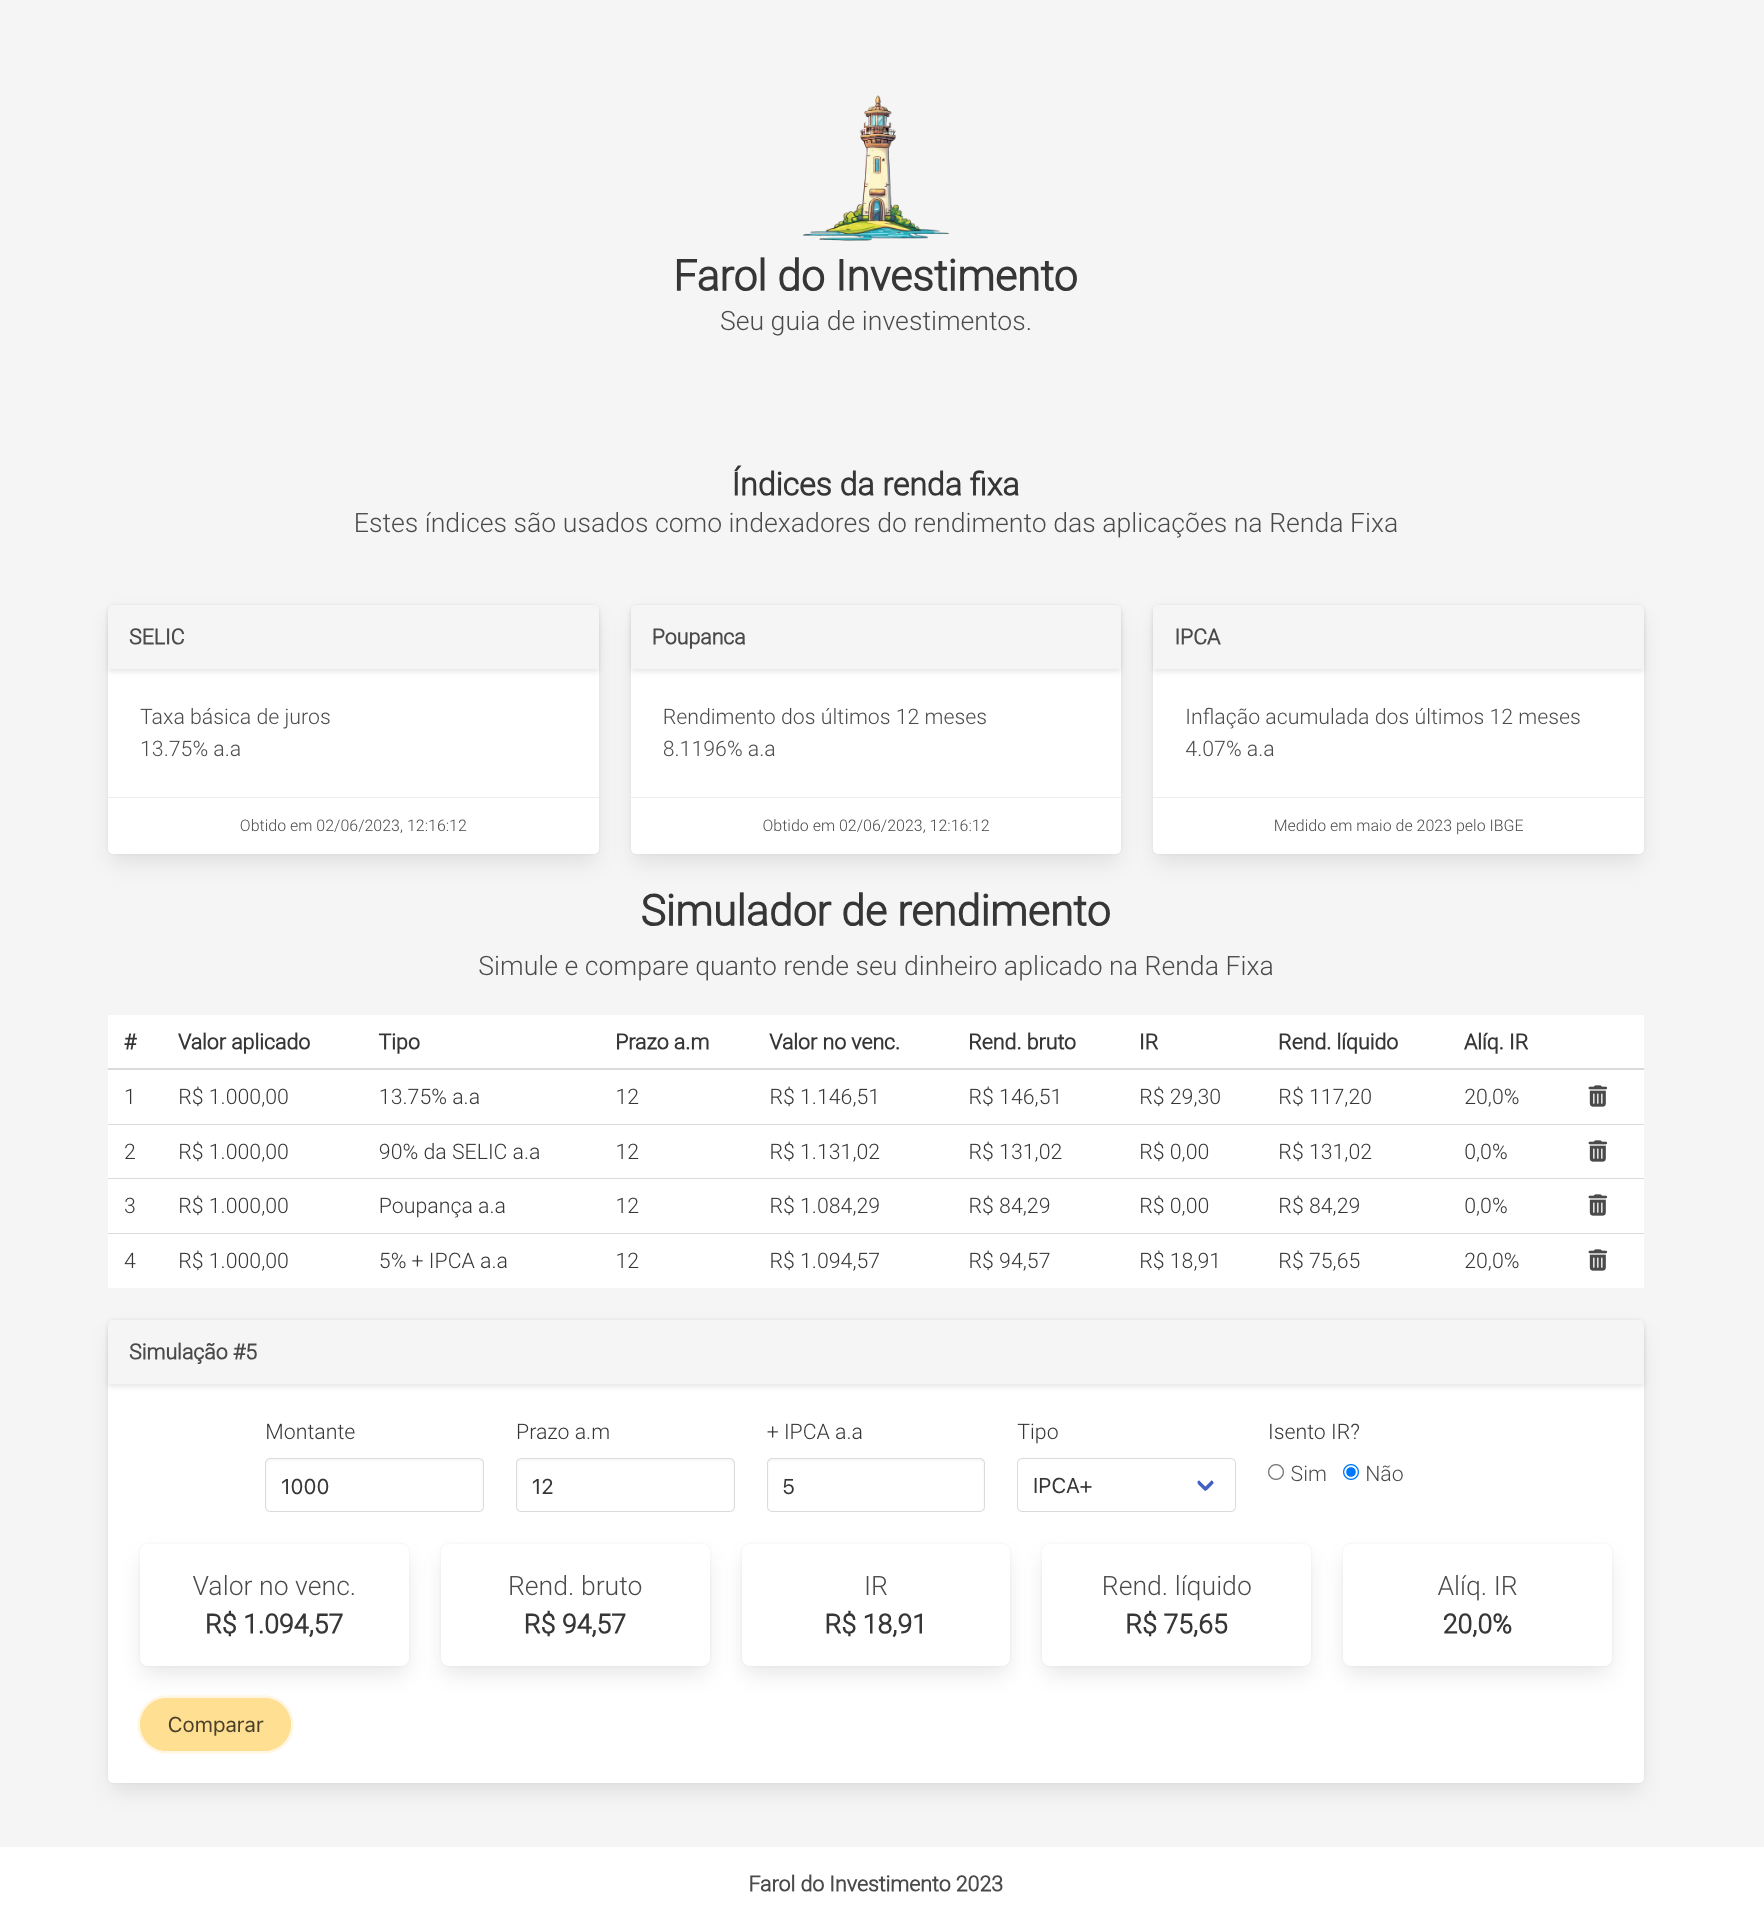 Farol do Investimento
Seu guia de investimentos.
Índices da renda fixa
Estes índices são usados como indexadores do rendimento das aplicações na Renda Fixa
SELIC
Taxa básica de juros
13.75% a.a
Obtido em 02/06/2023, 12:16:12
Poupanca
Rendimento dos últimos 12 meses
8.1196% a.a
Obtido em 02/06/2023, 12:16:12
IPCA
Inflação acumulada dos últimos 12 meses
4.07% a.a
Medido em maio de 2023 pelo IBGE
Simulador de rendimento
Simule e compare quanto rende seu dinheiro aplicado na Renda Fixa
# Valor aplicado Tipo Prazo a.m Valor no venc. Rend. bruto IR Rend. líquido Alíq. IR
1 R$ 1.000,00 13.75% a.a 12 R$ 1.146,51 R$ 146,51 R$ 29,30 R$ 117,20 20,0%
2 R$ 1.000,00 90% da SELIC a.a 12 R$ 1.131,02 R$ 131,02 R$ 0,00 R$ 131,02 0,0%
3 R$ 1.000,00 Poupança a.a 12 R$ 1.084,29 R$ 84,29 R$ 0,00 R$ 84,29 0,0%
4 R$ 1.000,00 5% + IPCA a.a 12 R$ 1.094,57 R$ 94,57 R$ 18,91 R$ 75,65 20,0%
Simulação #5
Montante Prazo a.m + IPCA a.a Tipo Isento IR?
1000 12 5 IPCA+ Sim Não
Valor no venc. Rend. bruto IR Rend. líquido Alíq. IR
R$ 1.094,57 R$ 94,57 R$ 18,91 R$ 75,65 20,0%
Comparar
Farol do Investimento 2023